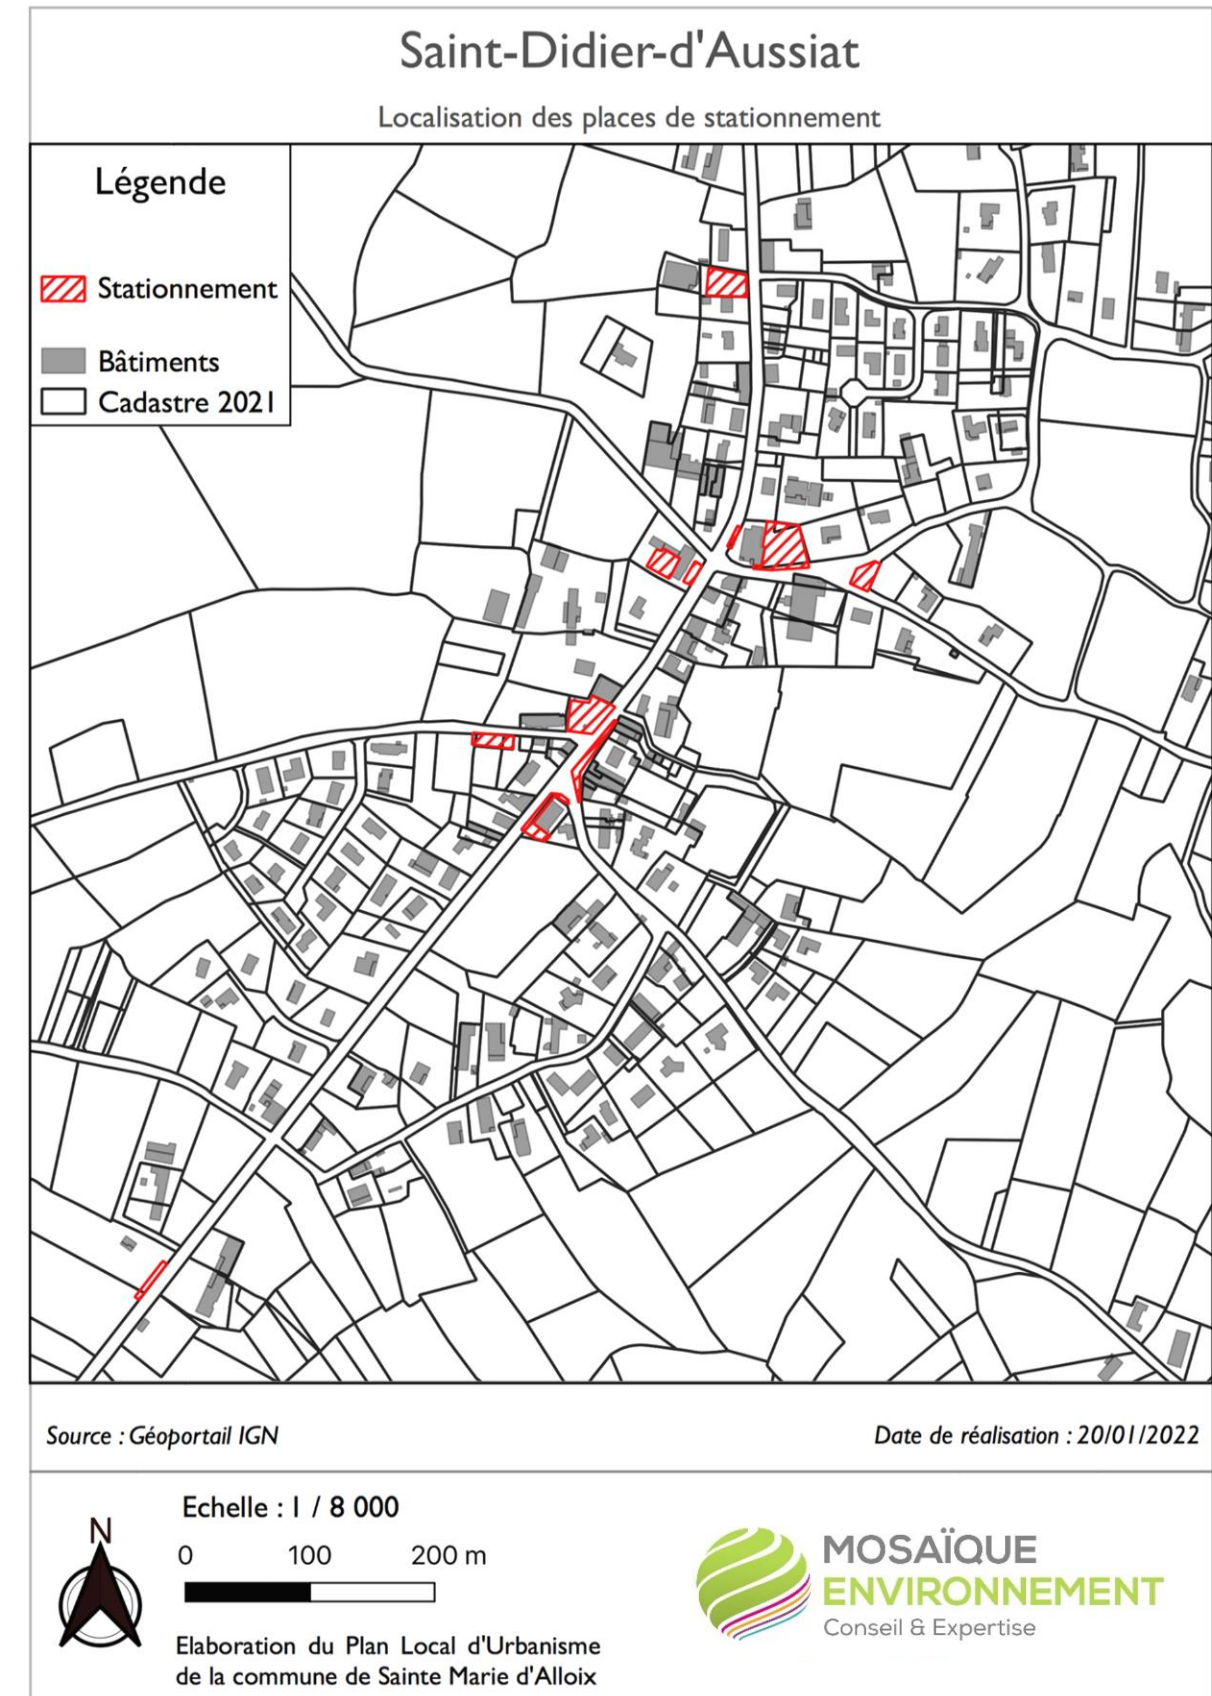 Saint-Didier-d'Aussiat
Localisation des places de stationnement
Légende
Stationnement
Bâtiments
Cadastre 2021
Source : Géoportail IGN
Date de réalisation : 20/01/2022
N
Echelle : 1 / 8 000
0 100 200 m
Elaboration du Plan Local d'Urbanisme
de la commune de Sainte Marie d'Alloix
MOSAÏQUE
ENVIRONNEMENT
Conseil & Expertise